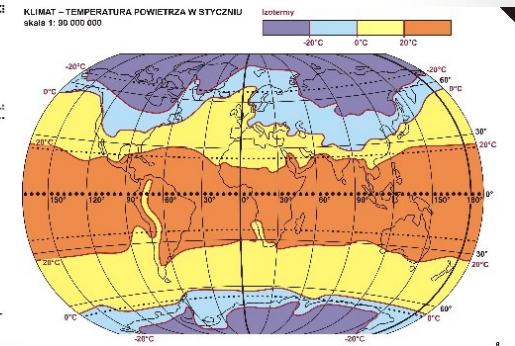 KLIMAT – TEMPERATURA POWIETRZA W STYCZNIU
skala 1: 90 000 000
Izotermy
-20°C 0°C 20°C
-20°C -20°C
60°
0°C 0°C
30°
20°C 20°C
150° 120° 90° 60° 30° 0° 30° 60° 90° 120° 150° 180° 0°
30°
20°C 20°C
60°
0°C 0°C
-20°C -20°C